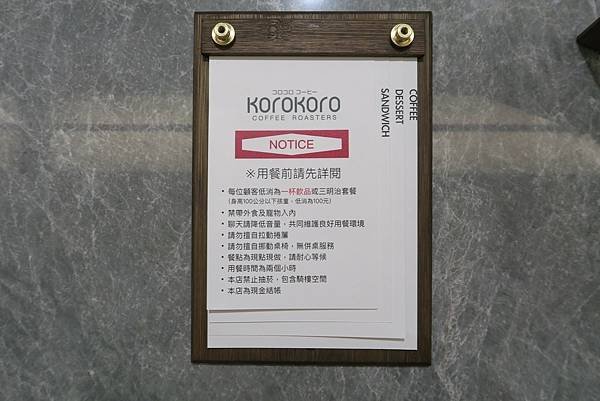 コロコロ コーヒー
KOROKORO
COFFEE ROASTERS
NOTICE
※用餐前請先詳閱
• 每位顧客低消為一杯飲品或三明治套餐
(身高100公分以下孩童,低消為100元)
• 禁帶外食及寵物入內
• 聊天請降低音量,共同維護良好用餐環境
• 請勿擅自拉動捲簾
• 請勿擅自挪動桌椅,無併桌服務
• 餐點為現點現做,請耐心等候
• 用餐時間為兩個小時
• 本店禁止抽菸,包含騎樓空間
• 本店為現金結帳
COFFEE
DESSERT
SANDWICH